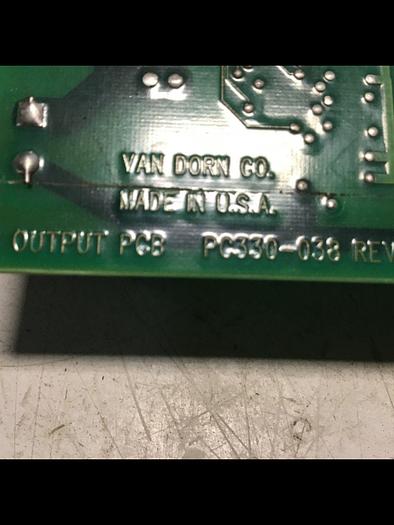 VAN DORN CO.
MADE IN U.S.A.
OUTPUT PCB PC330-038 REV